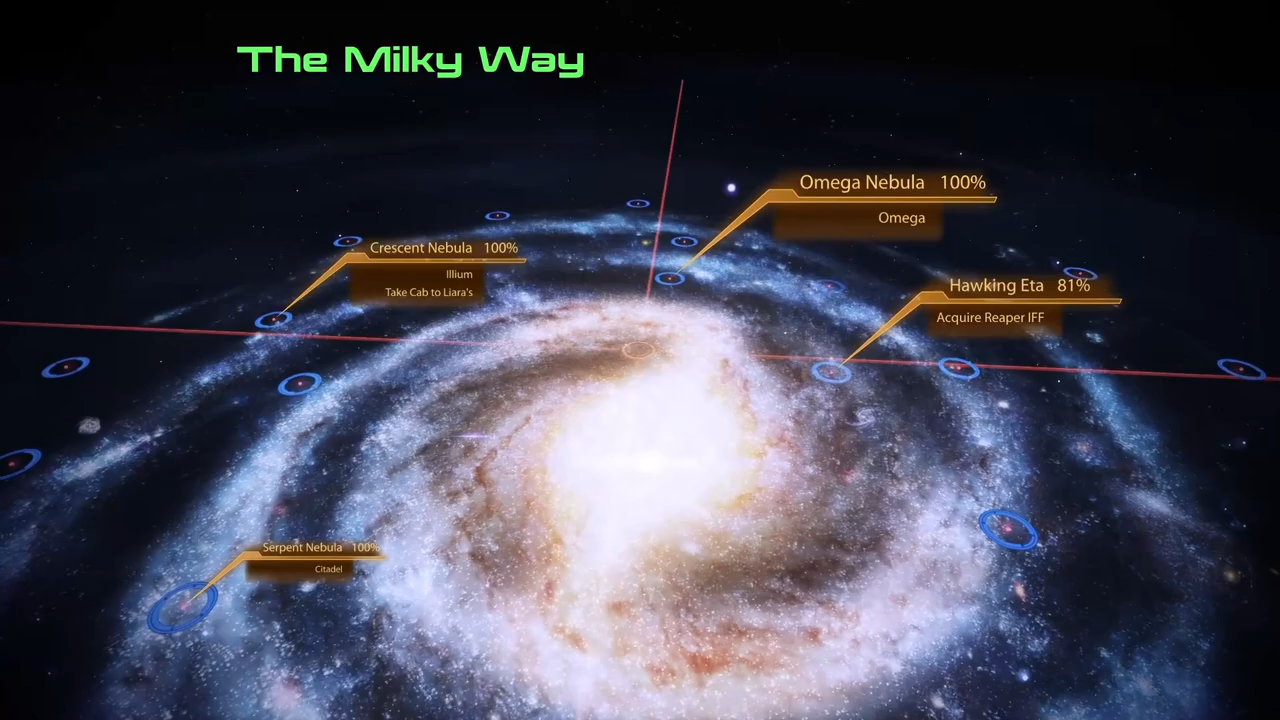 The Milky Way
Omega Nebula 100%
Omega
Crescent Nebula 100%
Illium
Take Cab to Liara's
Hawking Eta 81%
Acquire Reaper IFF
Serpent Nebula 100%
Citadel